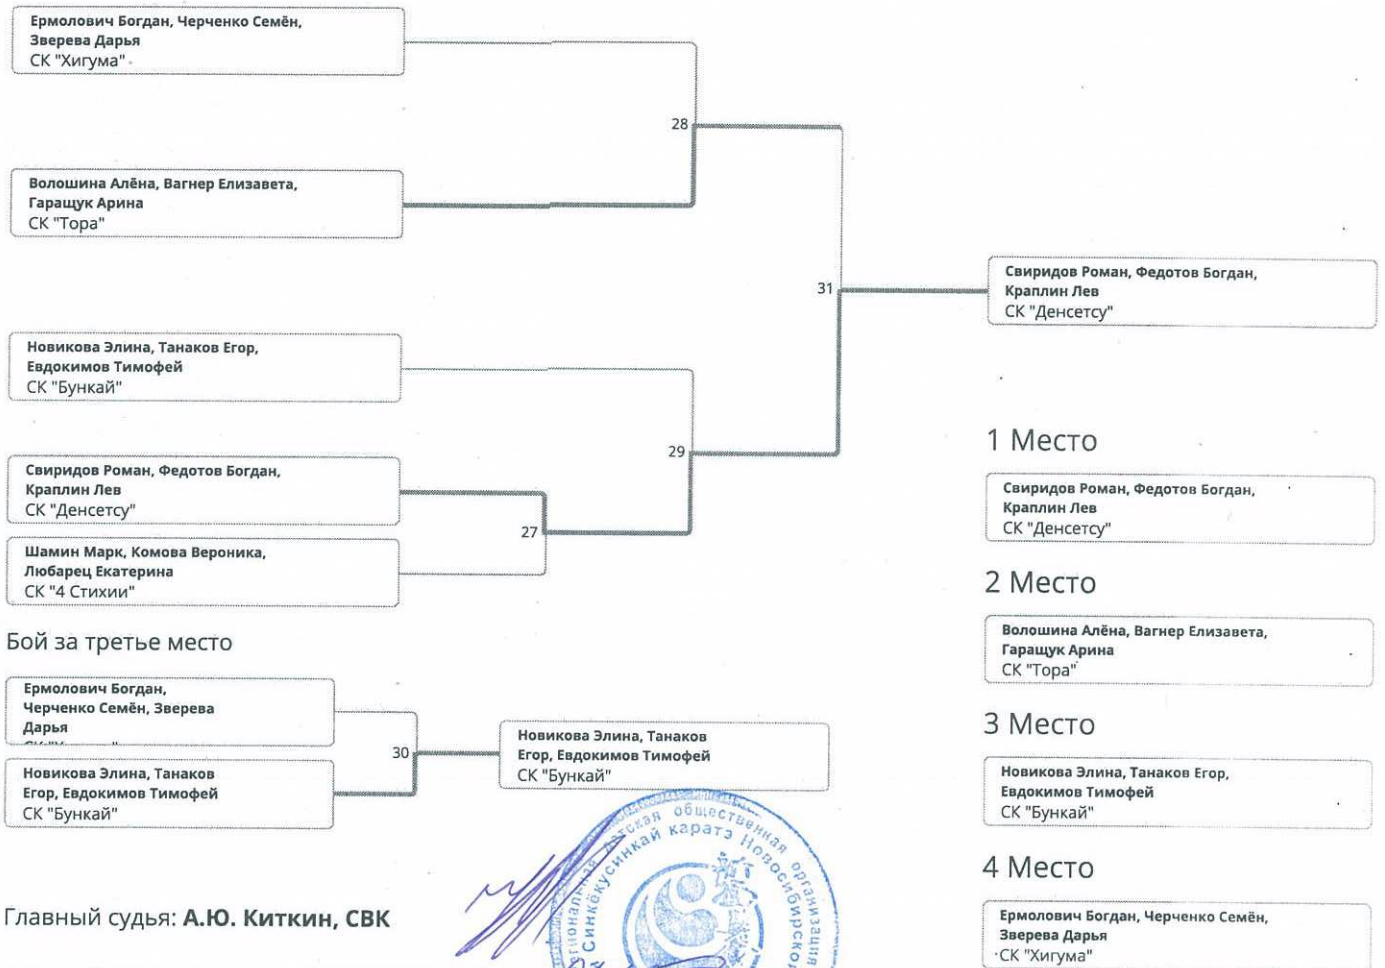 Ермолович Богдан, Черченко Семён,
Зверева Дарья
СК "Хигума"
28
Волошина Алёна, Вагнер Елизавета,
Гаращук Арина
СК "Тора"
31
Свиридов Роман, Федотов Богдан,
Краплин Лев
СК "Денсетсу"
Новикова Элина, Танаков Егор,
Евдокимов Тимофей
СК "Бункай"
29
Свиридов Роман, Федотов Богдан,
Краплин Лев
СК "Денсетсу"
27
Шамин Марк, Комова Вероника,
Любарец Екатерина
СК "4 Стихии"
1 Место
Свиридов Роман, Федотов Богдан,
Краплин Лев
СК "Денсетсу"
2 Место
Волошина Алёна, Вагнер Елизавета,
Гаращук Арина
СК "Тора"
3 Место
Новикова Элина, Танаков Егор,
Евдокимов Тимофей
СК "Бункай"
4 Место
Ермолович Богдан, Черченко Семён,
Зверева Дарья
СК "Хигума"
Бой за третье место
Ермолович Богдан,
Черченко Семён, Зверева
Дарья
30
Новикова Элина, Танаков
Егор, Евдокимов Тимофей
СК "Бункай"
Новикова Элина, Танаков
Егор, Евдокимов Тимофей
СК "Бункай"
Главный судья: А.Ю. Киткин, СВК
общественная организация
Синкёкусинкай каратэ